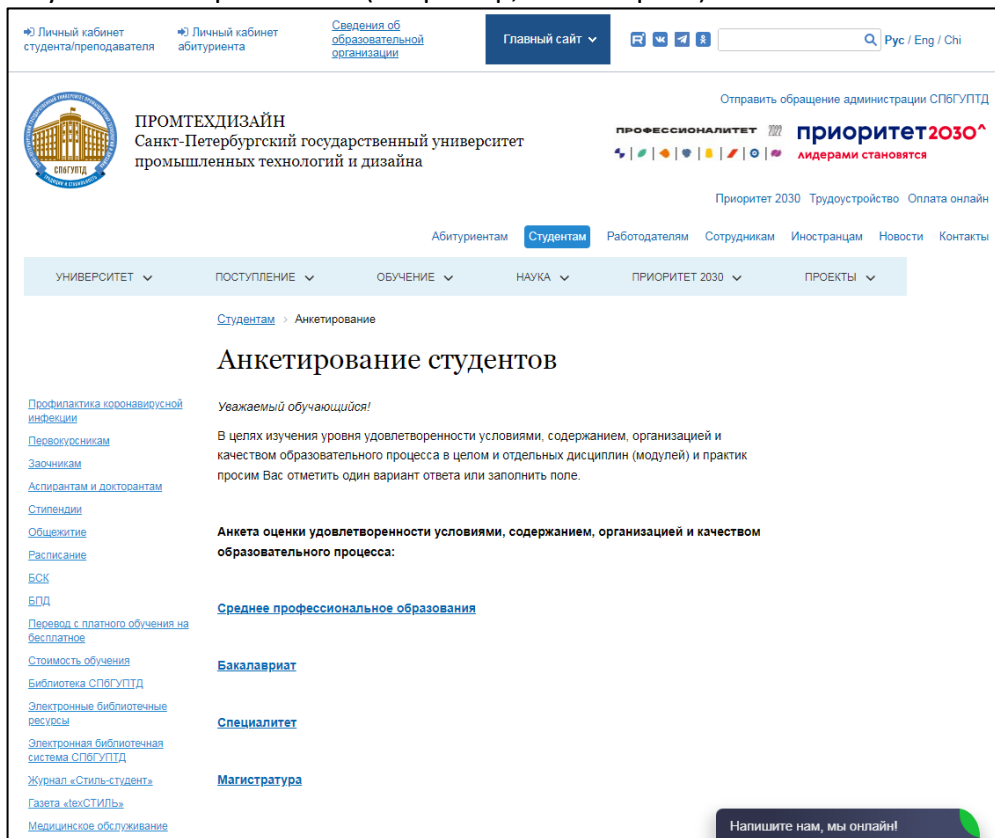 Личный кабинет
студента/преподавателя
Личный кабинет
абитуриента
Сведения об
образовательной
организации
Главный сайт
Рус / Eng / Chi
Отправить обращение администрации СПбГУПТД
СПБГУПТД
ПРОМТЕХДИЗАЙН
Санкт-Петербургский государственный университет
промышленных технологий и дизайна
ПРОФЕССИОНАЛИТЕТ
приоритет2030^
лидерами становятся
Приоритет 2030 Трудоустройство Оплата онлайн
Абитуриентам Студентам Работодателям Сотрудникам Иностранцам Новости Контакты
УНИВЕРСИТЕТ ПОСТУПЛЕНИЕ ОБУЧЕНИЕ НАУКА ПРИОРИТЕТ 2030 ПРОЕКТЫ
Студентам > Анкетирование
Анкетирование студентов
Профилактика коронавирусной
инфекции
Первокурсникам
Заочникам
Аспирантам и докторантам
Стипендии
Общежитие
Расписание
БСК
БПД
Перевод с платного обучения на
бесплатное
Стоимость обучения
Библиотека СПбГУПТД
Электронные библиотечные
ресурсы
Электронная библиотечная
система СПбГУПТД
Журнал «Стиль-студент»
Газета «texСТИЛЬ»
Медицинское обслуживание
Уважаемый обучающийся!
В целях изучения уровня удовлетворенности условиями, содержанием, организацией и
качеством образовательного процесса в целом и отдельных дисциплин (модулей) и практик
просим Вас отметить один вариант ответа или заполнить поле.
Анкета оценки удовлетворенности условиями, содержанием, организацией и качеством
образовательного процесса:
Среднее профессиональное образования
Бакалавриат
Специалитет
Магистратура
Напишите нам, мы онлайн!